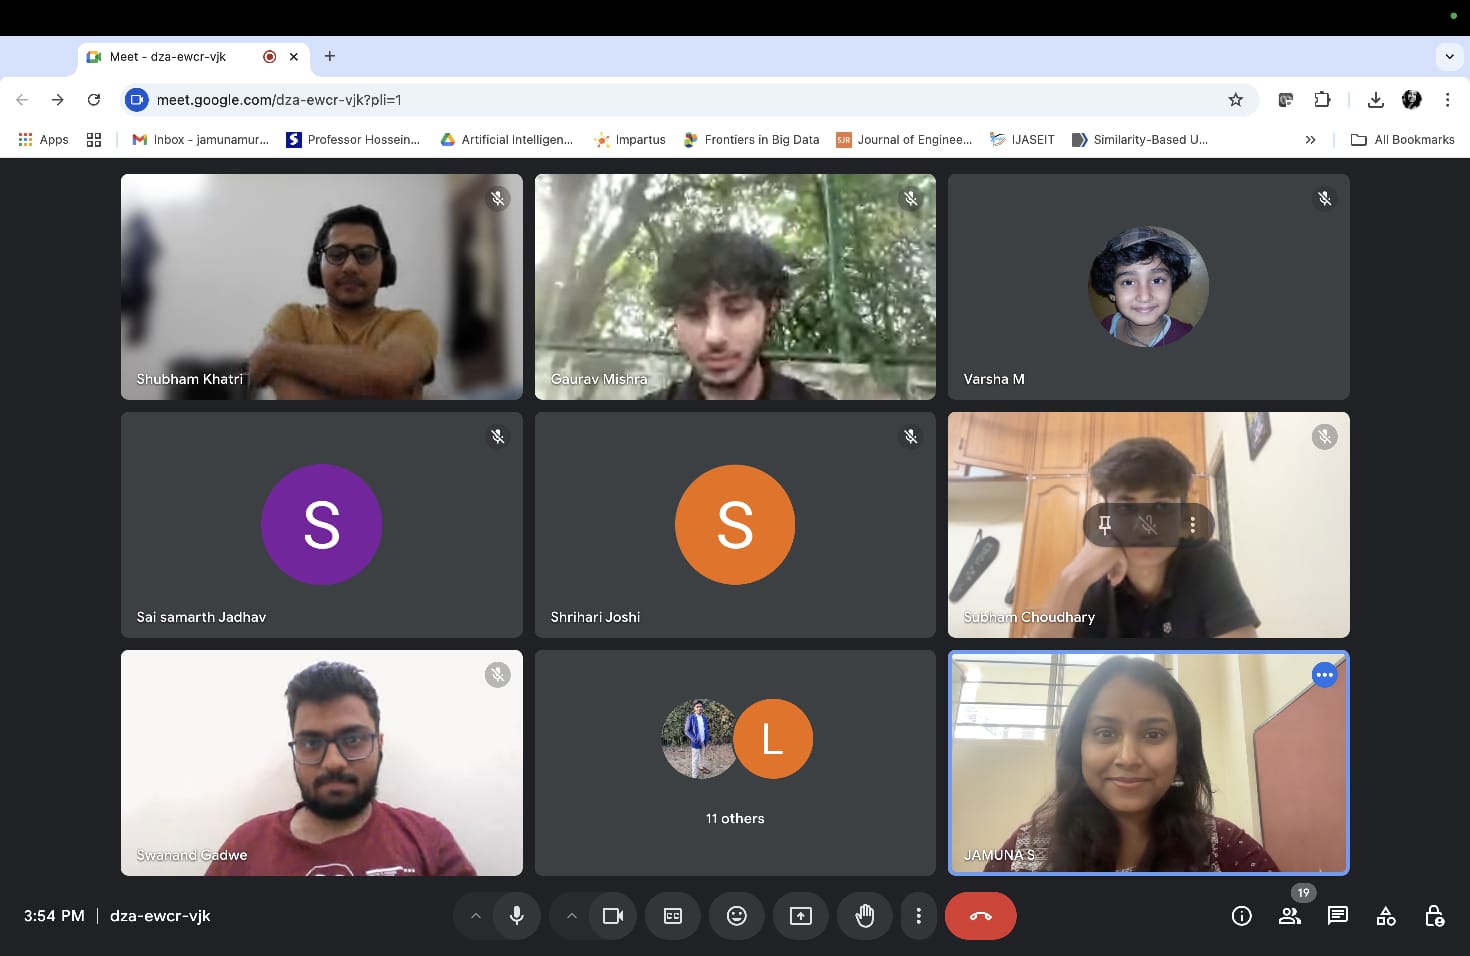 Meet - dza-ewcr-vjk
meet.google.com/dza-ewcr-vjk?pli=1
Apps
Inbox - jamunamur...
S Professor Hossein...
Artificial Intelligen...
Impartus
Frontiers in Big Data
SJR Journal of Enginee...
IJASEIT
Similarity-Based U...
» All Bookmarks
Shubham Khatri
Gaurav Mishra
Varsha M
S
Sai samarth Jadhav
S
Shrihari Joshi
Subham Choudhary
Swanand Gadwe
L
11 others
JAMUNA S
3:54 PM | dza-ewcr-vjk
CC
19